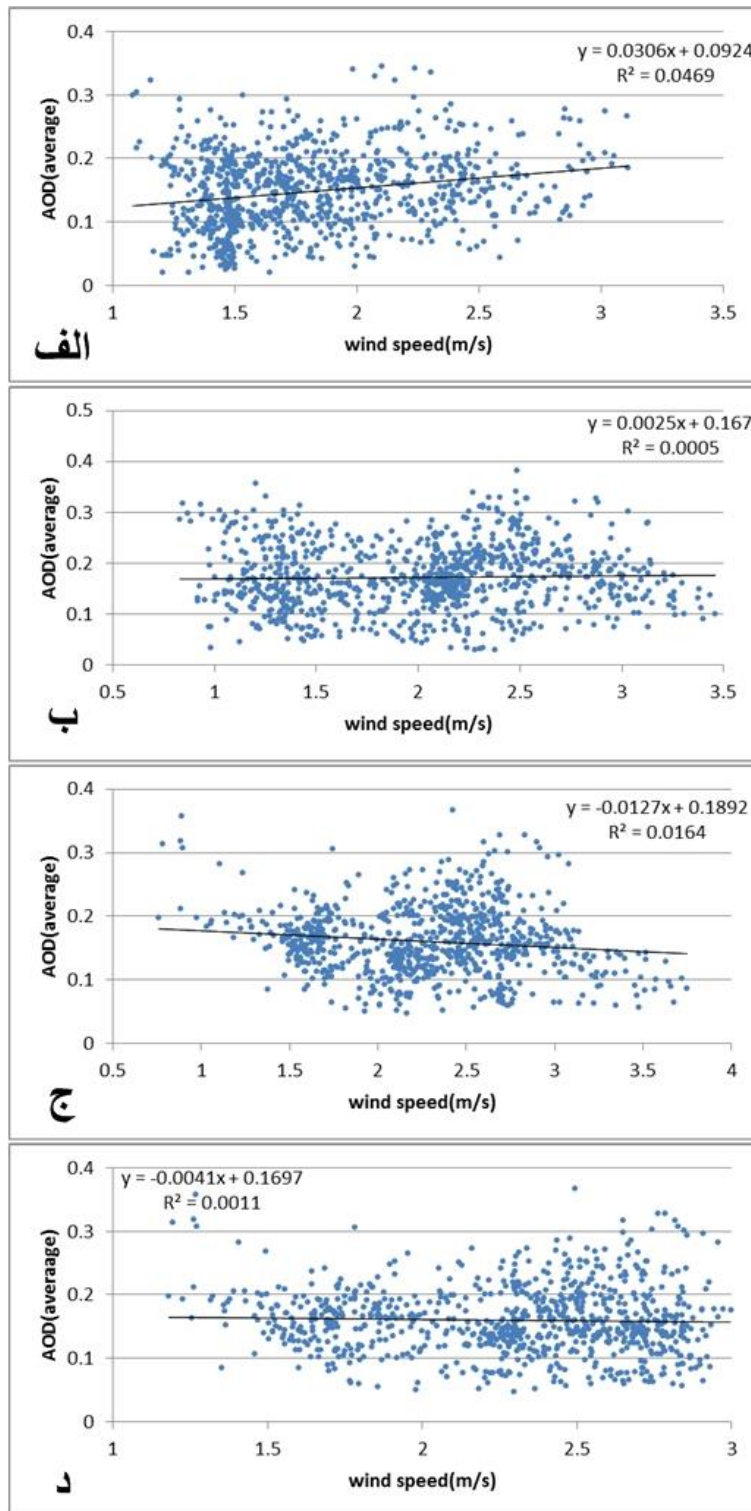 0.4
y = 0.0306x + 0.0924
R² = 0.0469
0.3
AOD(average)
0.2
0.1
0
1 1.5 2 2.5 3 3.5
wind speed(m/s)
الف
0.5
y = 0.0025x + 0.167
R² = 0.0005
0.4
0.3
AOD(average)
0.2
0.1
0
0.5 1 1.5 2 2.5 3 3.5
wind speed(m/s)
ب
0.4
y = -0.0127x + 0.1892
R² = 0.0164
0.3
AOD(average)
0.2
0.1
0
0.5 1 1.5 2 2.5 3 3.5 4
wind speed(m/s)
ج
0.4
y = -0.0041x + 0.1697
R² = 0.0011
0.3
AOD(averaage)
0.2
0.1
0
1 1.5 2 2.5 3
wind speed(m/s)
د